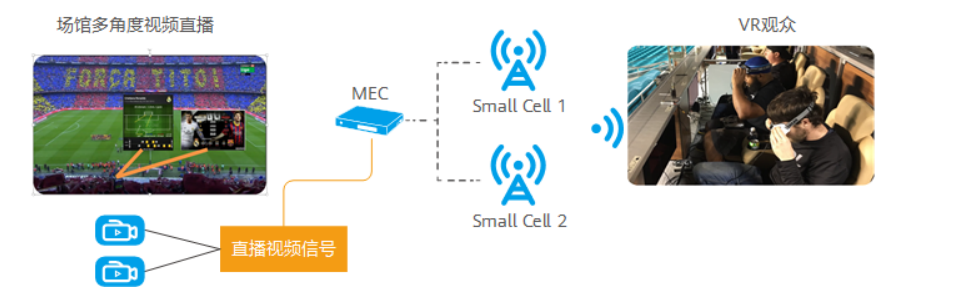 场馆多角度视频直播
VR观众
FORÇA TITO!
MEC
Small Cell 1
Small Cell 2
直播视频信号